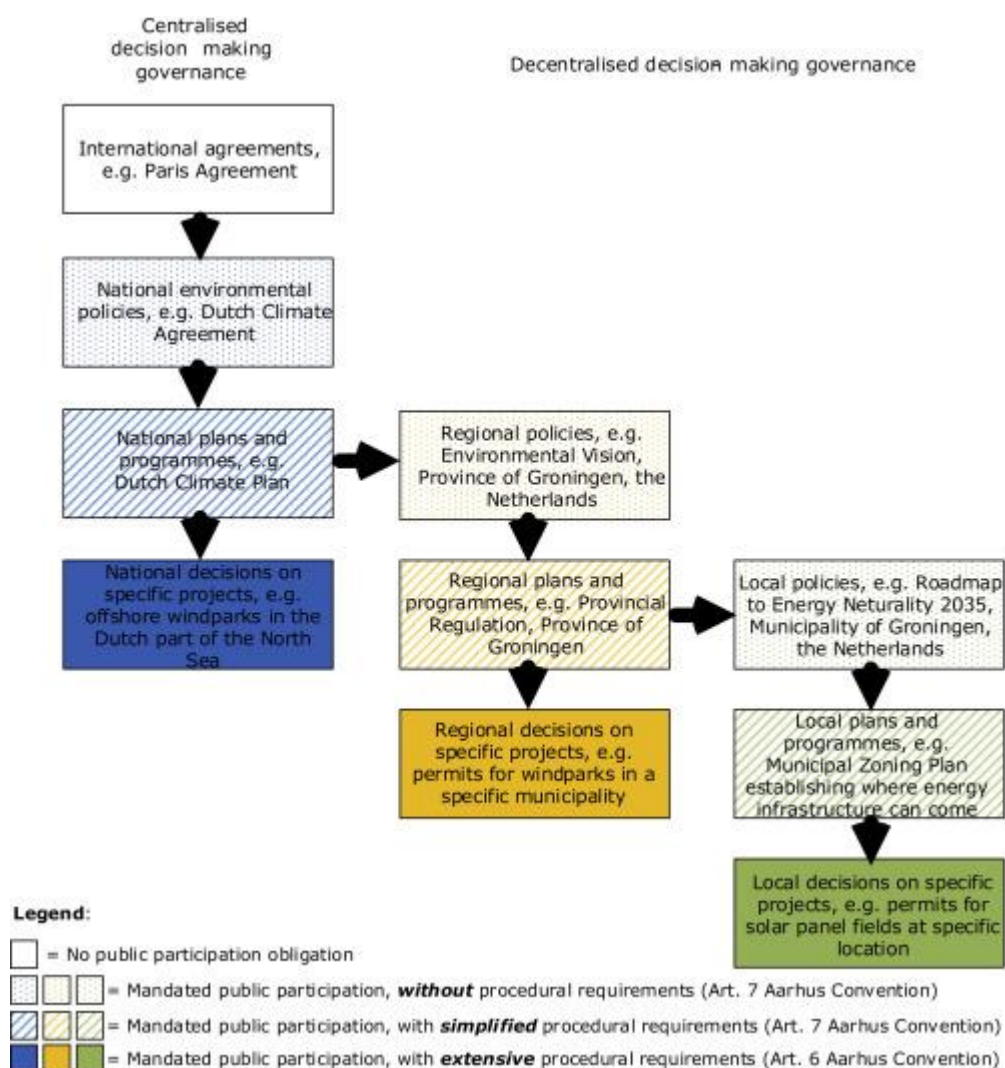 Centralised
decision making
governance
Decentralised decision making governance
International agreements,
e.g. Paris Agreement
National environmental
policies, e.g. Dutch Climate
Agreement
National plans and
programmes, e.g.
Dutch Climate Plan
Regional policies, e.g.
Environmental Vision,
Province of Groningen, the
Netherlands
National decisions on
specific projects, e.g.
offshore windparks in
the Dutch part of the North
Sea
Regional plans and
programmes, e.g. Provincial
Regulation, Province of
Groningen
Local policies, e.g. Roadmap
to Energy Neturality 2035,
Municipality of Groningen,
the Netherlands
Regional decisions on
specific projects, e.g.
permits for windparks in a
specific municipality
Local plans and
programmes, e.g.
Municipal Zoning Plan
establishing where energy
infrastructure can come
Local decisions on specific
projects, e.g. permits for
solar panel fields at specific
location
Legend:
= No public participation obligation
= Mandated public participation, without procedural requirements (Art. 7 Aarhus Convention)
= Mandated public participation, with simplified procedural requirements (Art. 7 Aarhus Convention)
= Mandated public participation, with extensive procedural requirements (Art. 6 Aarhus Convention)